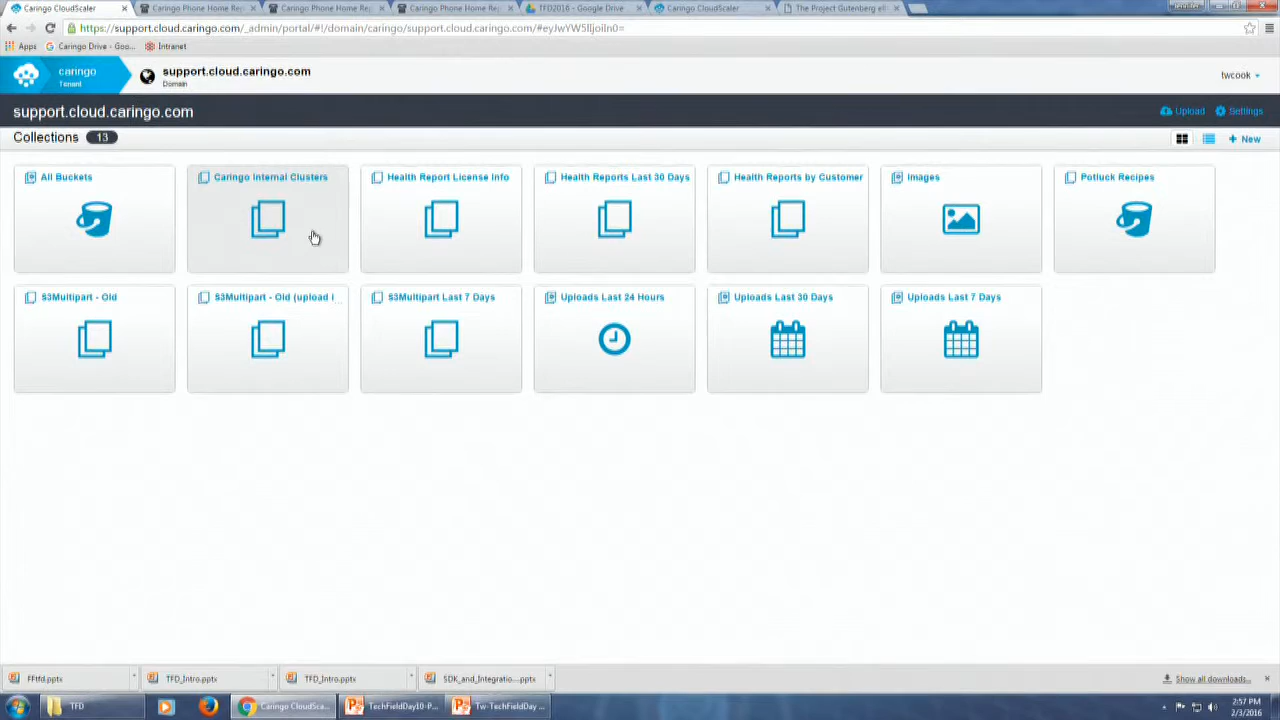 Caringo CloudScaler
Caringo Phone Home Re
Caringo Phone Home Re
Caringo Phone Home Re
TFD2016 - Google Drive
Caringo CloudScaler
The Project Gutenberg eI
Jennifer
https://support.cloud.caringo.com/_admin/portal/#!/domain/caringo/support.cloud.caringo.com/
Apps
Caringo Drive - Goo...
Intranet
caringo
Tenant
support.cloud.caringo.com
Domain
twcook
support.cloud.caringo.com
Upload
Settings
Collections 13
New
All Buckets
Caringo Internal Clusters
Health Report License Info
Health Reports Last 30 Days
Health Reports by Customer
Images
Potluck Recipes
S3Multipart - Old
S3Multipart - Old (upload i...
S3Multipart Last 7 Days
Uploads Last 24 Hours
Uploads Last 30 Days
Uploads Last 7 Days
FFtfd.pptx
TFD_Intro.pptx
TFD_Intro.pptx
SDK_and_Integratio....pptx
Show all downloads...
TFD
Caringo CloudSca...
TechFieldDay10-P...
Tw-TechFieldDay ...
2:57 PM
2/3/2016